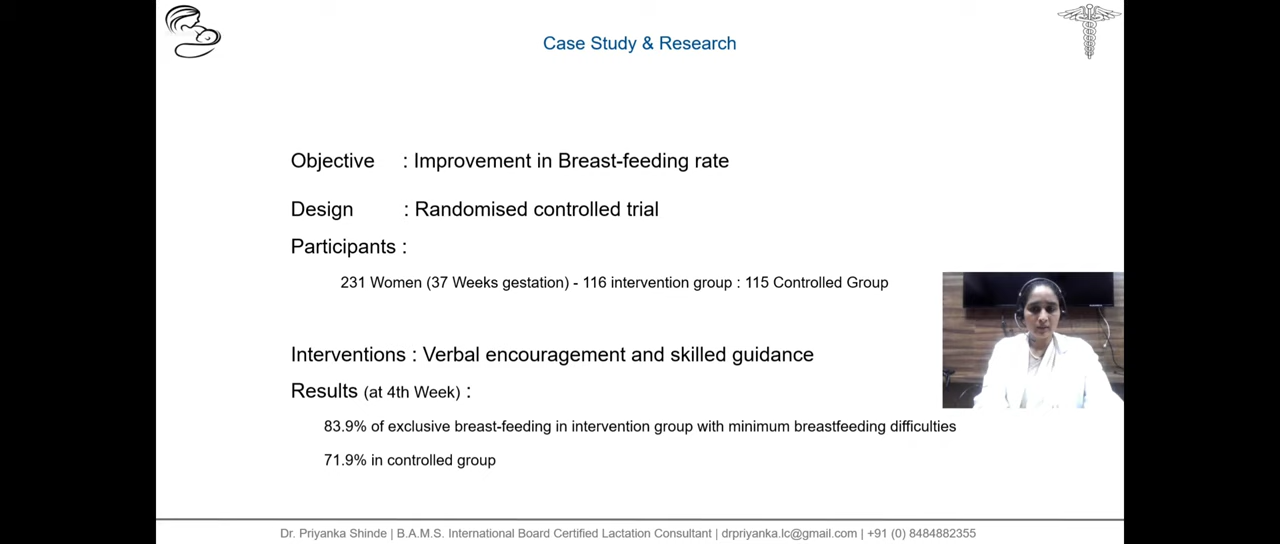 Case Study & Research
Objective : Improvement in Breast-feeding rate
Design : Randomised controlled trial
Participants :
231 Women (37 Weeks gestation) - 116 intervention group : 115 Controlled Group
Interventions : Verbal encouragement and skilled guidance
Results (at 4th Week) :
83.9% of exclusive breast-feeding in intervention group with minimum breastfeeding difficulties
71.9% in controlled group
Dr. Priyanka Shinde | B.A.M.S. International Board Certified Lactation Consultant | drpriyanka.lc@gmail.com | +91 (0) 8484882355